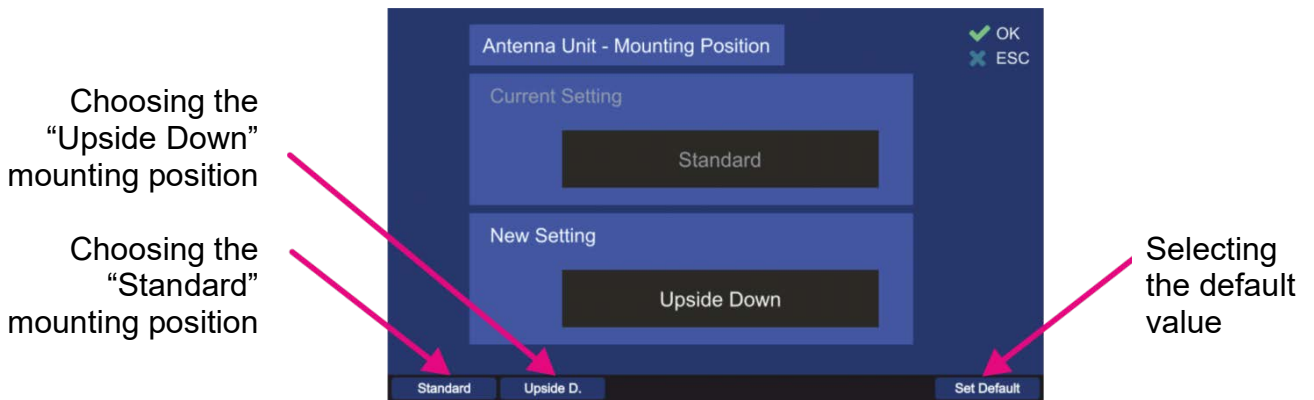 Antenna Unit - Mounting Position
OK
ESC
Choosing the
“Upside Down”
mounting position
Current Setting
Standard
Choosing the
“Standard”
mounting position
New Setting
Upside Down
Selecting
the default
value
Standard
Upside D.
Set Default